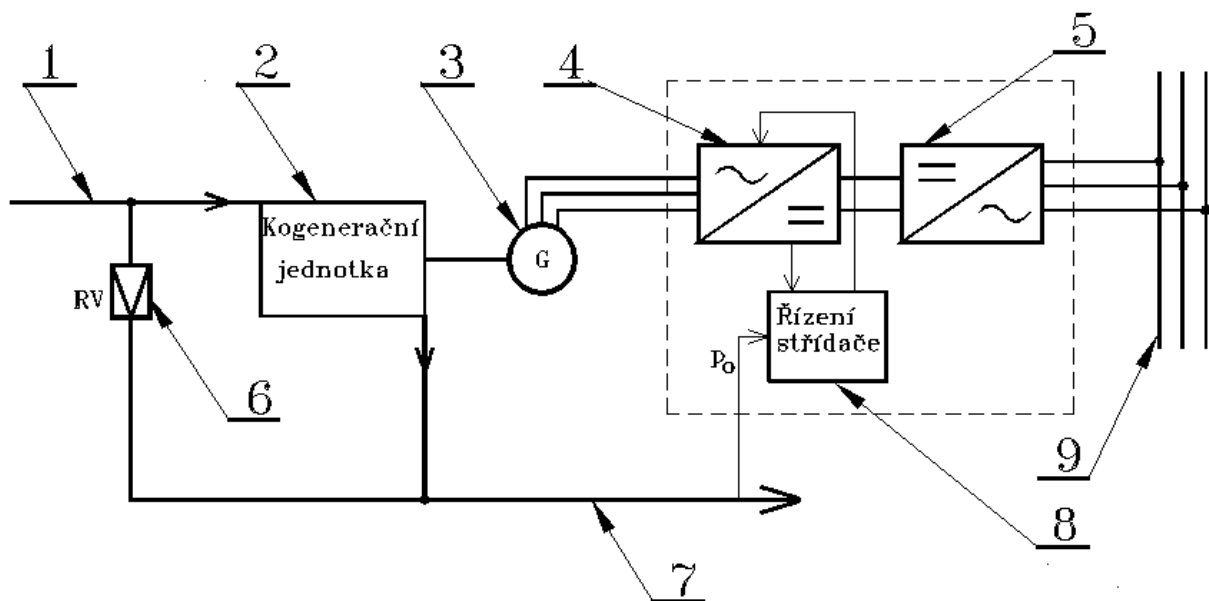 1
2
3
4
5
Kogenerační
jednotka
G
RV
6
Řízení
střídače
P₀
7
8
9